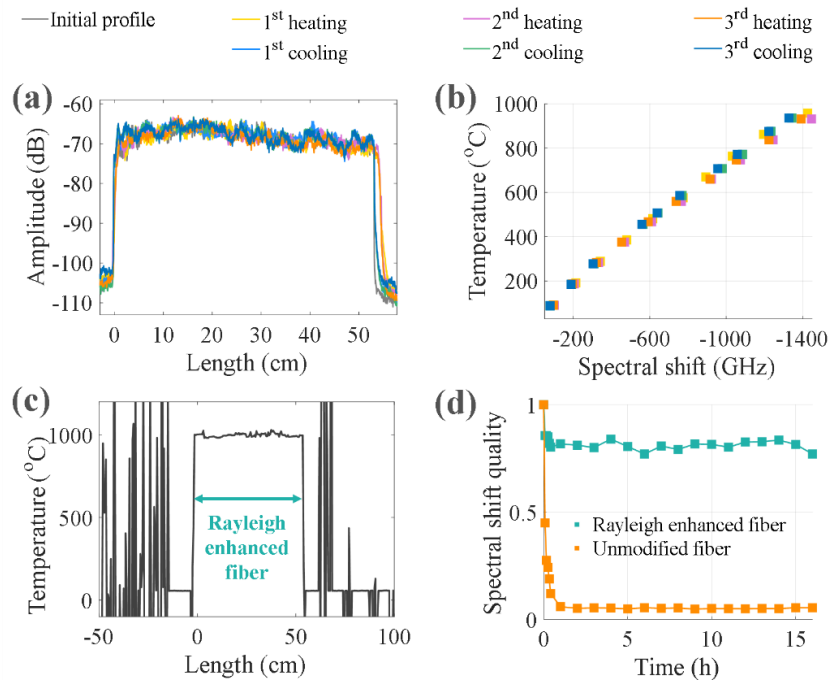 Initial profile
1st heating
2nd heating
3rd heating
1st cooling
2nd cooling
3rd cooling
(a)
Amplitude (dB)
-60
-70
-80
-90
-100
-110
0 10 20 30 40 50
Length (cm)
(b)
Temperature (°C)
1000
800
600
400
200
-200 -600 -1000 -1400
Spectral shift (GHz)
(c)
Temperature (°C)
1000
500
0
Rayleigh
enhanced
fiber
-50 0 50 100
Length (cm)
(d)
Spectral shift quality
1
0.5
0
Rayleigh enhanced fiber
Unmodified fiber
0 5 10 15
Time (h)